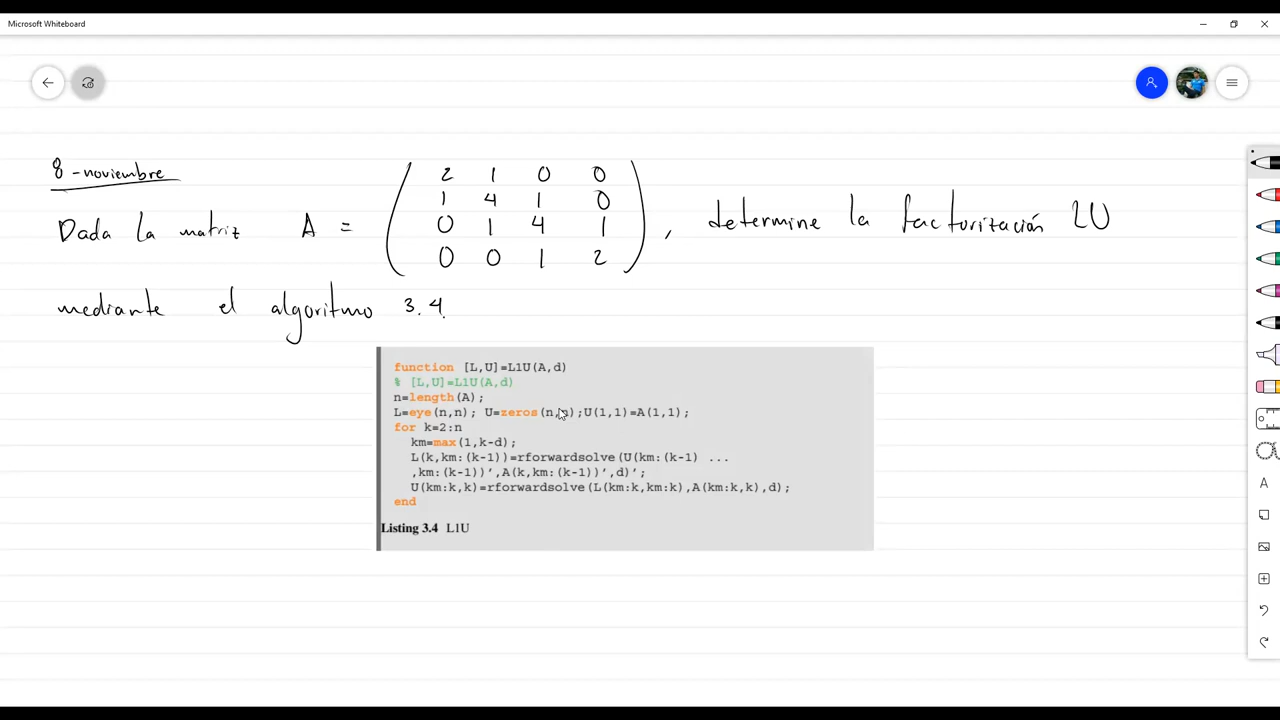 Microsoft Whiteboard
8-noviembre
Dada la matriz A = , determine la factorización LU
2 1 0 0
1 4 1 0
0 1 4 1
0 0 1 2
mediante el algoritmo 3.4.
function [L,U]=L1U(A,d)
% [L,U]=L1U(A,d)
n=length(A);
L=eye(n,n); U=zeros(n,n);U(1,1)=A(1,1);
for k=2:n
km=max(1,k-d);
L(k,km:(k-1))=rforwardsolve(U(km:(k-1) ...
,km:(k-1))’,A(k,km:(k-1))’,d)’;
U(km:k,k)=rforwardsolve(L(km:k,km:k),A(km:k,k),d);
end
Listing 3.4 L1U
A